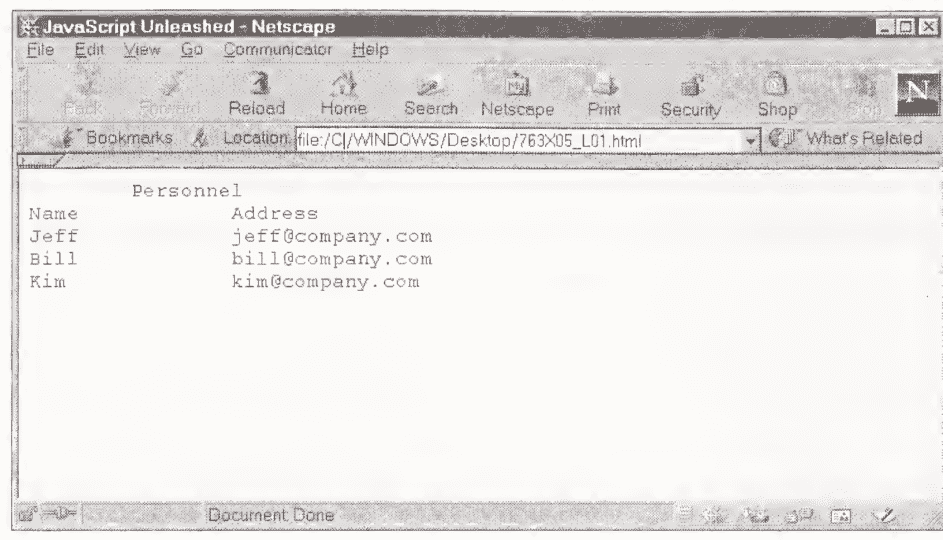 JavaScript Unleashed - Netscape
File Edit View Go Communicator Help
Back Forward Reload Home Search Netscape Print Security Shop Stop
Bookmarks Location: file:/C|/WINDOWS/Desktop/763X05_L01.html What's Related
N
Personnel
Name Address
Jeff jeff@company.com
Bill bill@company.com
Kim kim@company.com
Document: Done